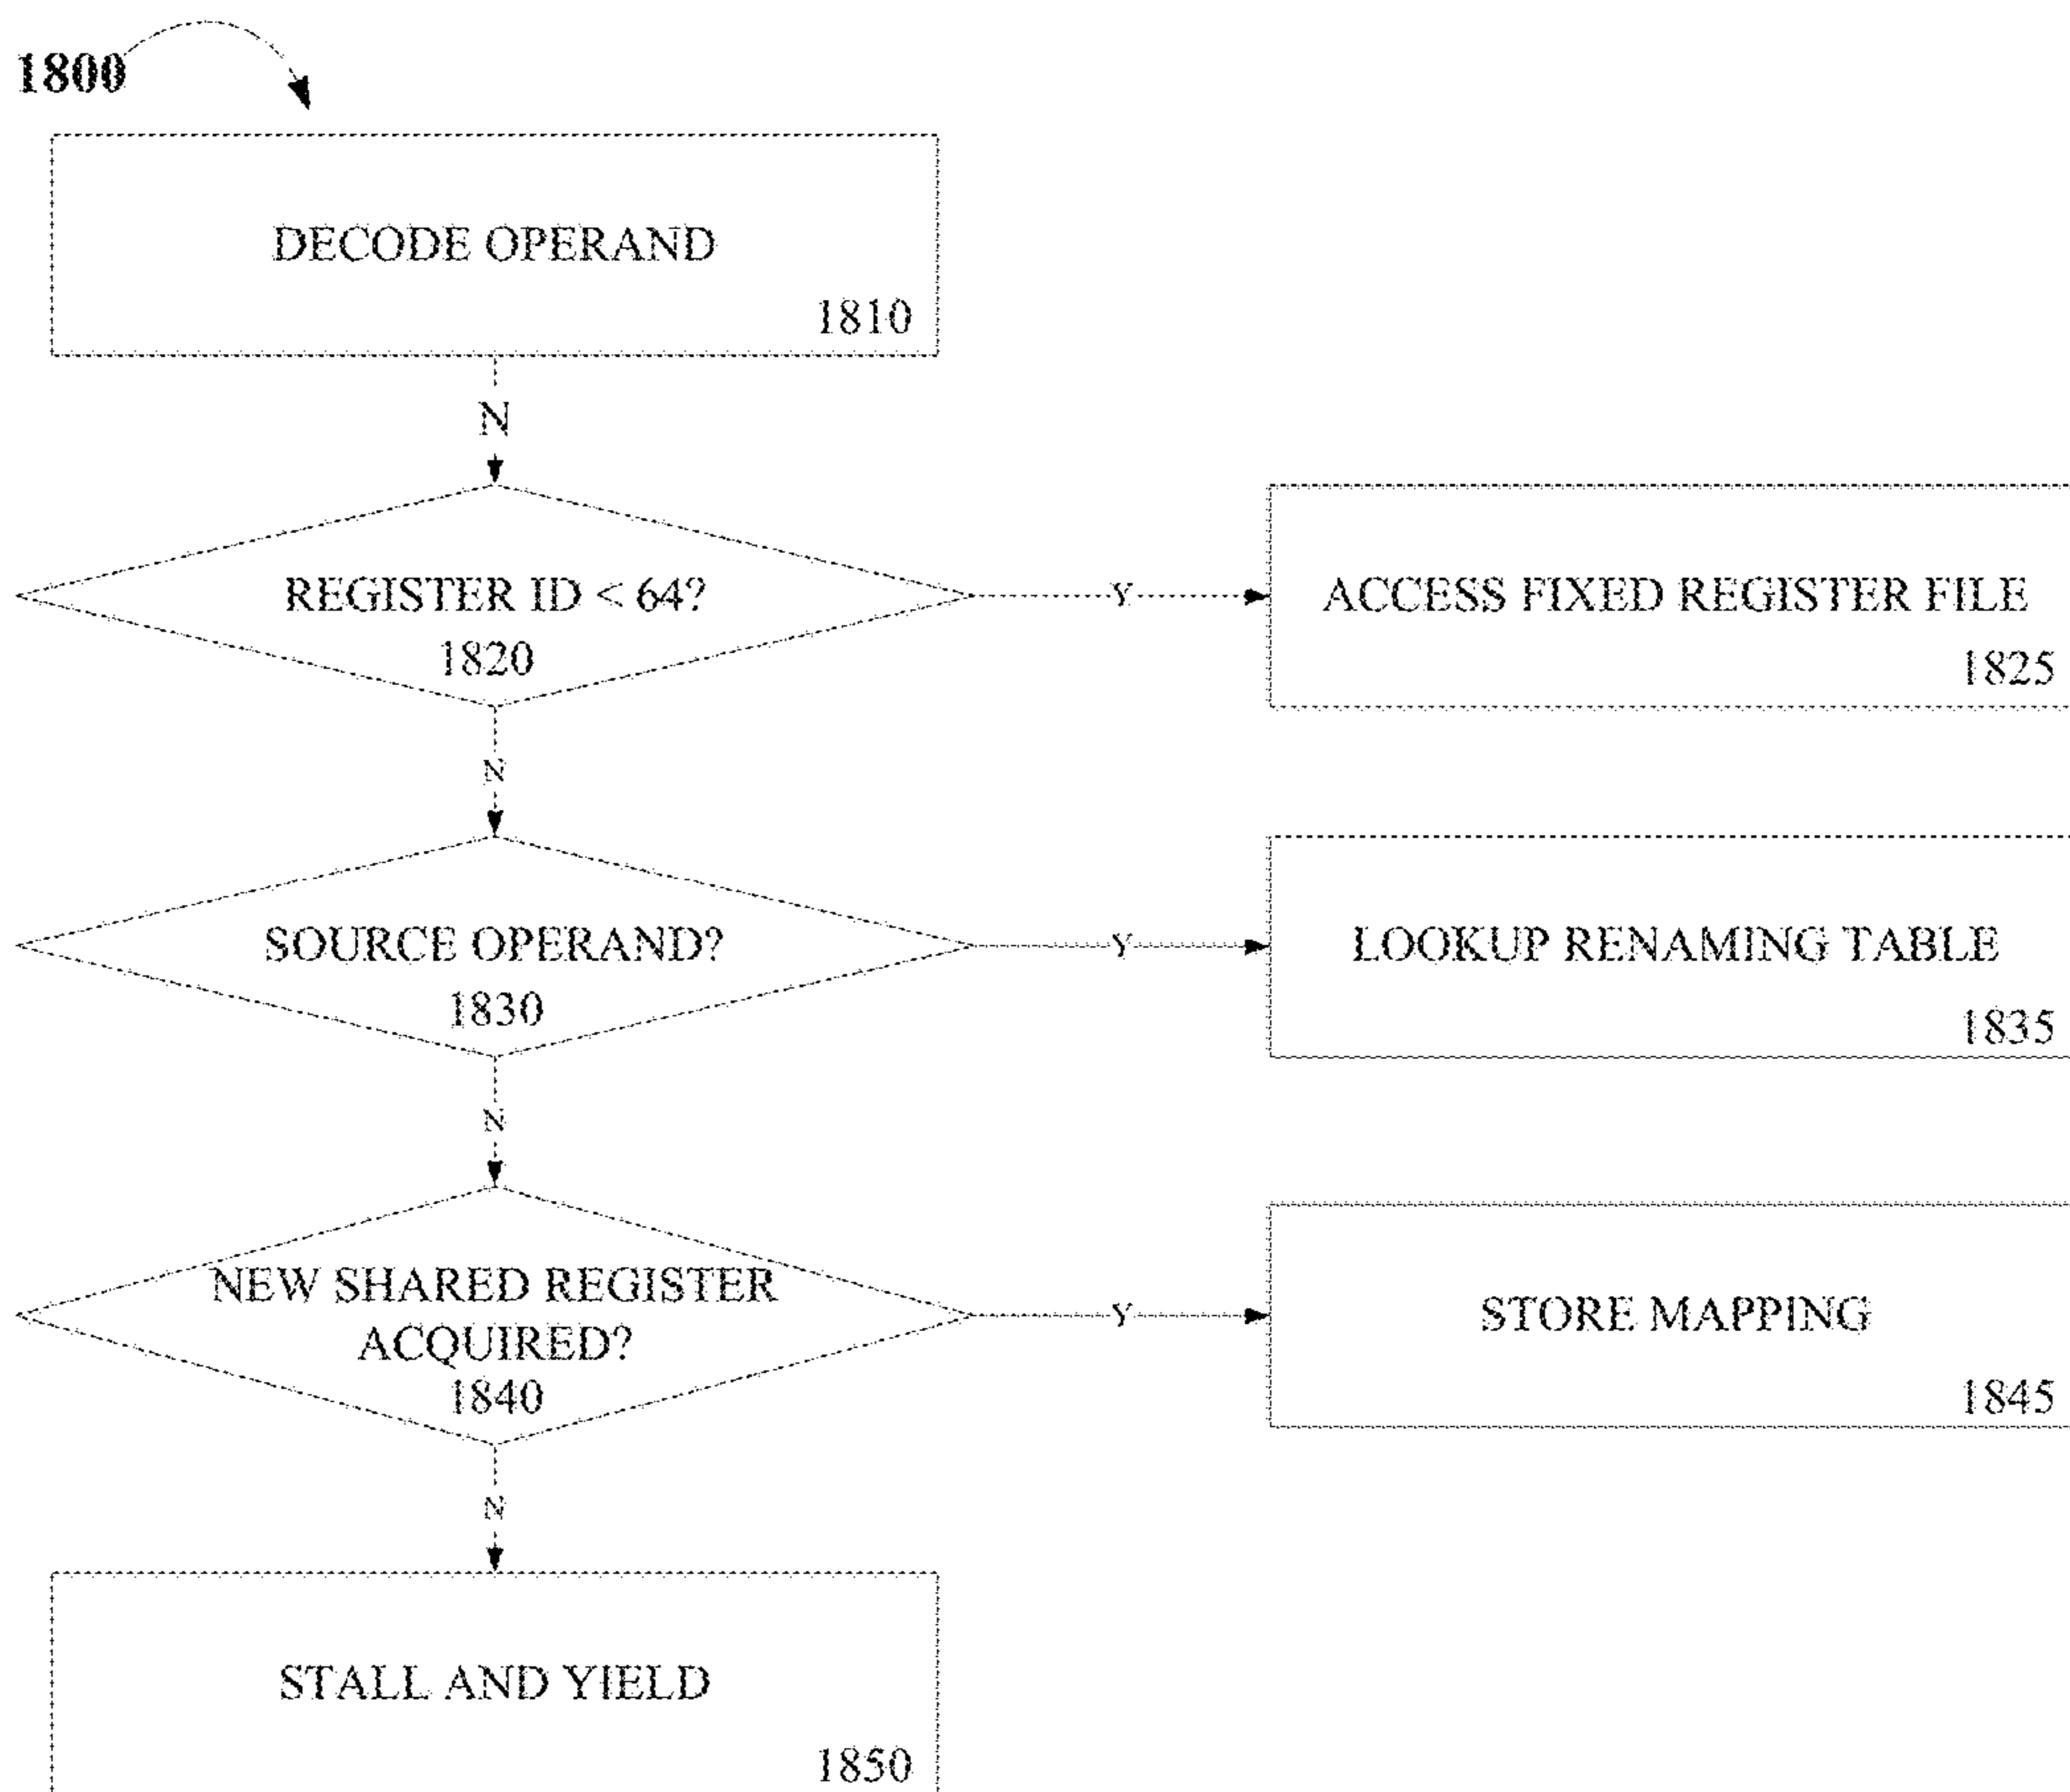 1800
DECODE OPERAND
1810
N
REGISTER ID < 64?
1820
Y
ACCESS FIXED REGISTER FILE
1825
N
SOURCE OPERAND?
1830
Y
LOOKUP RENAMING TABLE
1835
N
NEW SHARED REGISTER
ACQUIRED?
1840
Y
STORE MAPPING
1845
N
STALL AND YIELD
1850